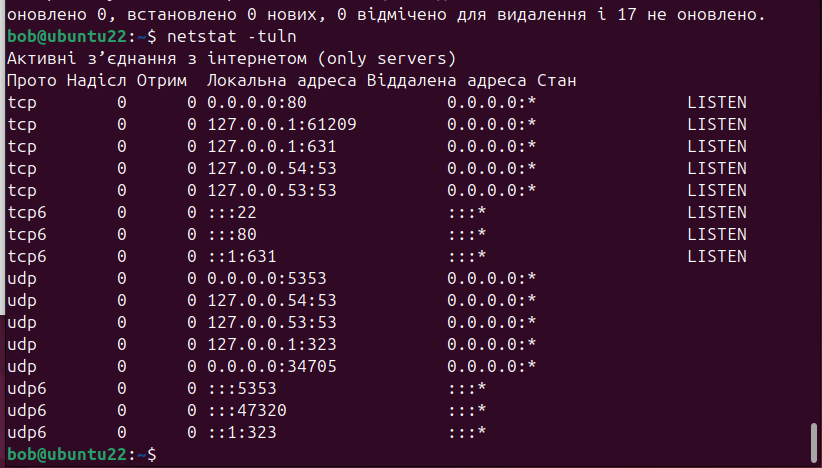 оновлено 0, встановлено 0 нових, 0 відмічено для видалення і 17 не оновлено.
bob@ubuntu22:~$ netstat -tuln
Активні з’єднання з інтернетом (only servers)
Прото Надісл Отрим  Локальна адреса Віддалена адреса Стан
tcp        0      0 0.0.0.0:80              0.0.0.0:*               LISTEN
tcp        0      0 127.0.0.1:61209         0.0.0.0:*               LISTEN
tcp        0      0 127.0.0.1:631           0.0.0.0:*               LISTEN
tcp        0      0 127.0.0.54:53           0.0.0.0:*               LISTEN
tcp        0      0 127.0.0.53:53           0.0.0.0:*               LISTEN
tcp6       0      0 :::22                   :::*                    LISTEN
tcp6       0      0 :::80                   :::*                    LISTEN
tcp6       0      0 ::1:631                 :::*                    LISTEN
udp        0      0 0.0.0.0:5353            0.0.0.0:*
udp        0      0 127.0.0.54:53           0.0.0.0:*
udp        0      0 127.0.0.53:53           0.0.0.0:*
udp        0      0 127.0.0.1:323           0.0.0.0:*
udp        0      0 0.0.0.0:34705           0.0.0.0:*
udp6       0      0 :::5353                 :::*
udp6       0      0 :::47320                :::*
udp6       0      0 ::1:323                 :::*
bob@ubuntu22:~$